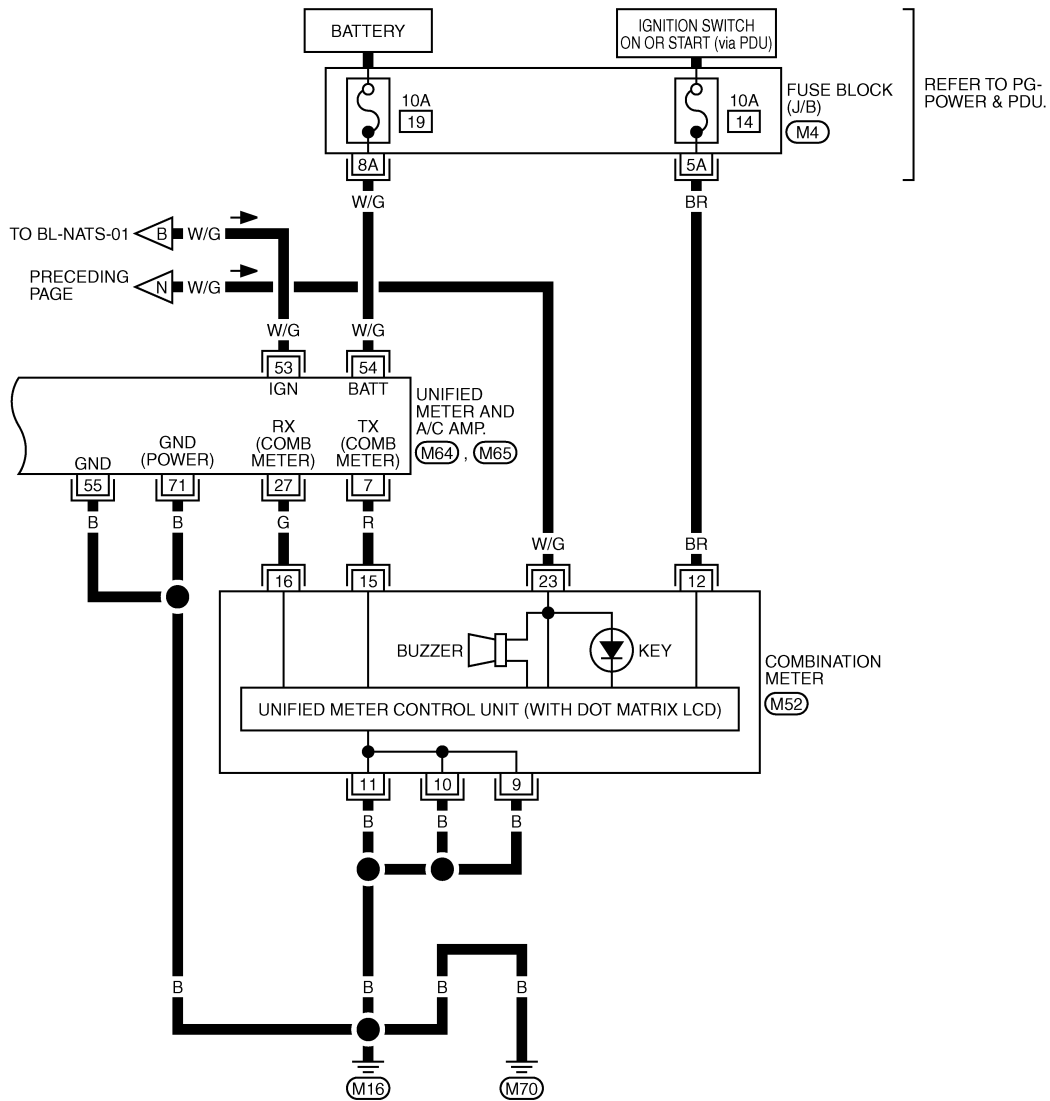 BATTERY
IGNITION SWITCH
ON OR START (via PDU)
10A
19
10A
14
FUSE BLOCK
(J/B)
M4
REFER TO PG-
POWER & PDU.
8A
5A
W/G
BR
TO BL-NATS-01
B
W/G
PRECEDING
PAGE
N
W/G
W/G
W/G
53
54
IGN
BATT
UNIFIED
METER AND
A/C AMP.
M64 , M65
GND
GND
(POWER)
RX
(COMB
METER)
TX
(COMB
METER)
55
71
27
7
B
B
G
R
W/G
BR
16
15
23
12
BUZZER
KEY
COMBINATION
METER
M52
UNIFIED METER CONTROL UNIT (WITH DOT MATRIX LCD)
11
10
9
B
B
B
B
B
B
B
M16
M70